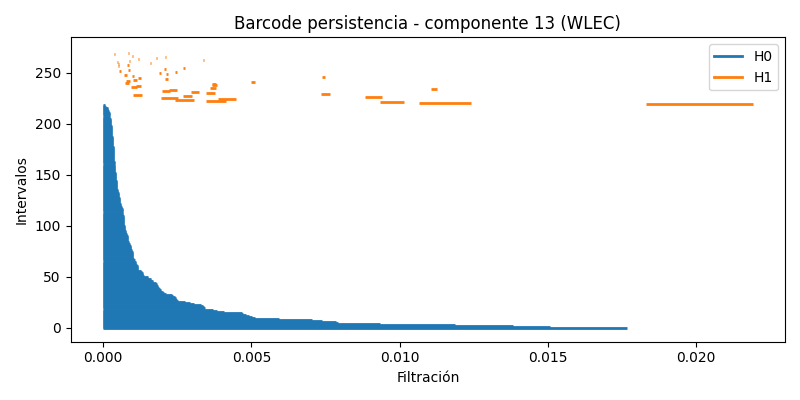 Barcode persistencia - componente 13 (WLEC)
H0
H1
Intervalos
250
200
150
100
50
0
0.000
0.005
0.010
0.015
0.020
Filtración